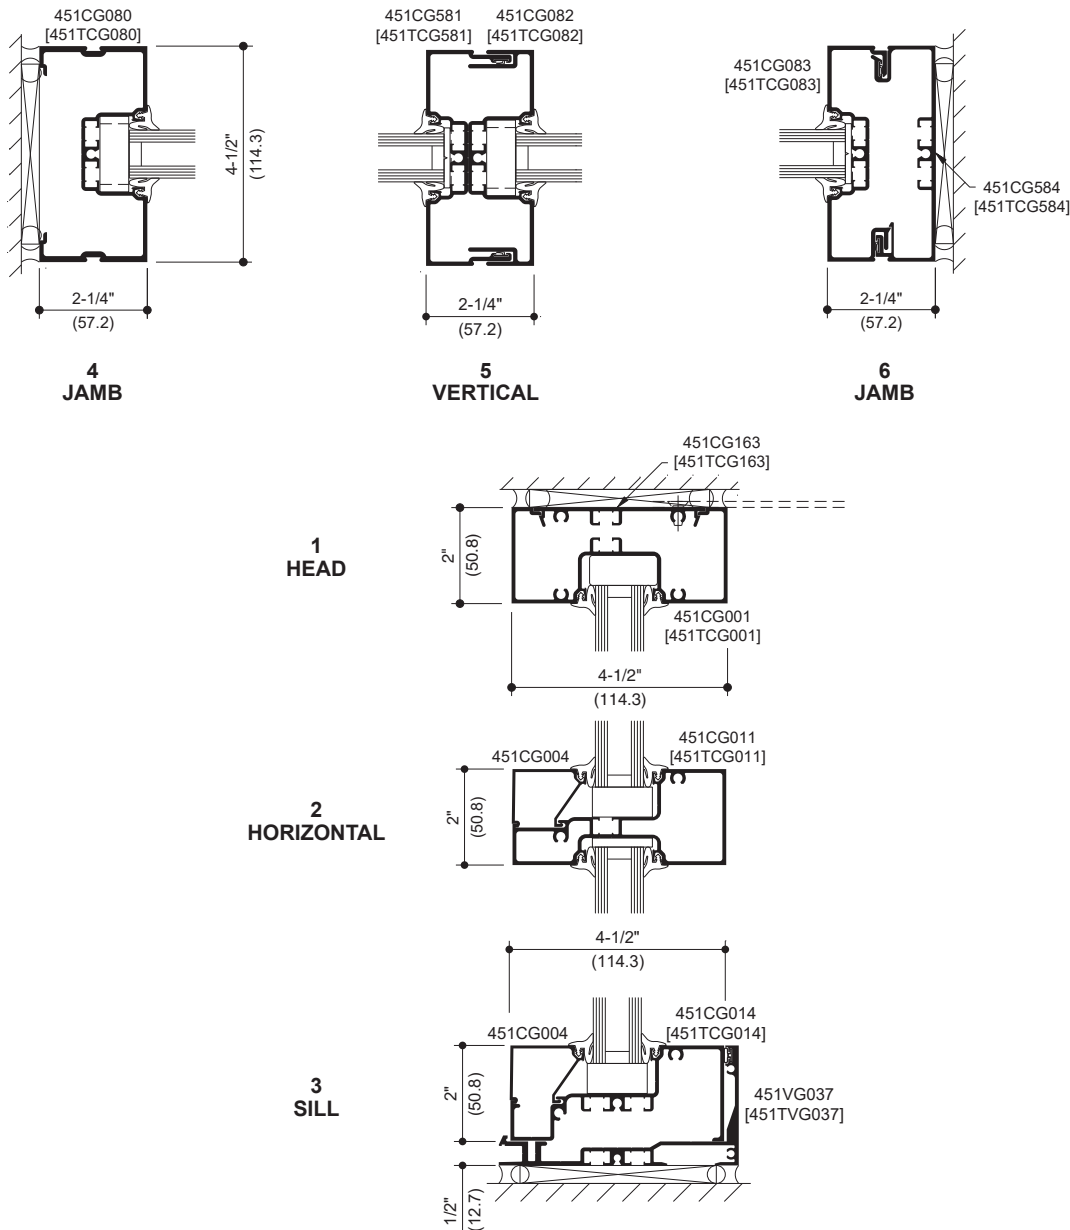 451CG080
[451TCG080]
4-1/2"
(114.3)
2-1/4"
(57.2)
4
JAMB
451CG581
[451TCG581]
451CG082
[451TCG082]
2-1/4"
(57.2)
5
VERTICAL
451CG083
[451TCG083]
451CG584
[451TCG584]
2-1/4"
(57.2)
6
JAMB
451CG163
[451TCG163]
1
HEAD
2"
(50.8)
451CG001
[451TCG001]
4-1/2"
(114.3)
451CG004
451CG011
[451TCG011]
2
HORIZONTAL
2"
(50.8)
4-1/2"
(114.3)
451CG004
451CG014
[451TCG014]
3
SILL
2"
(50.8)
451VG037
[451TVG037]
1/2"
(12.7)